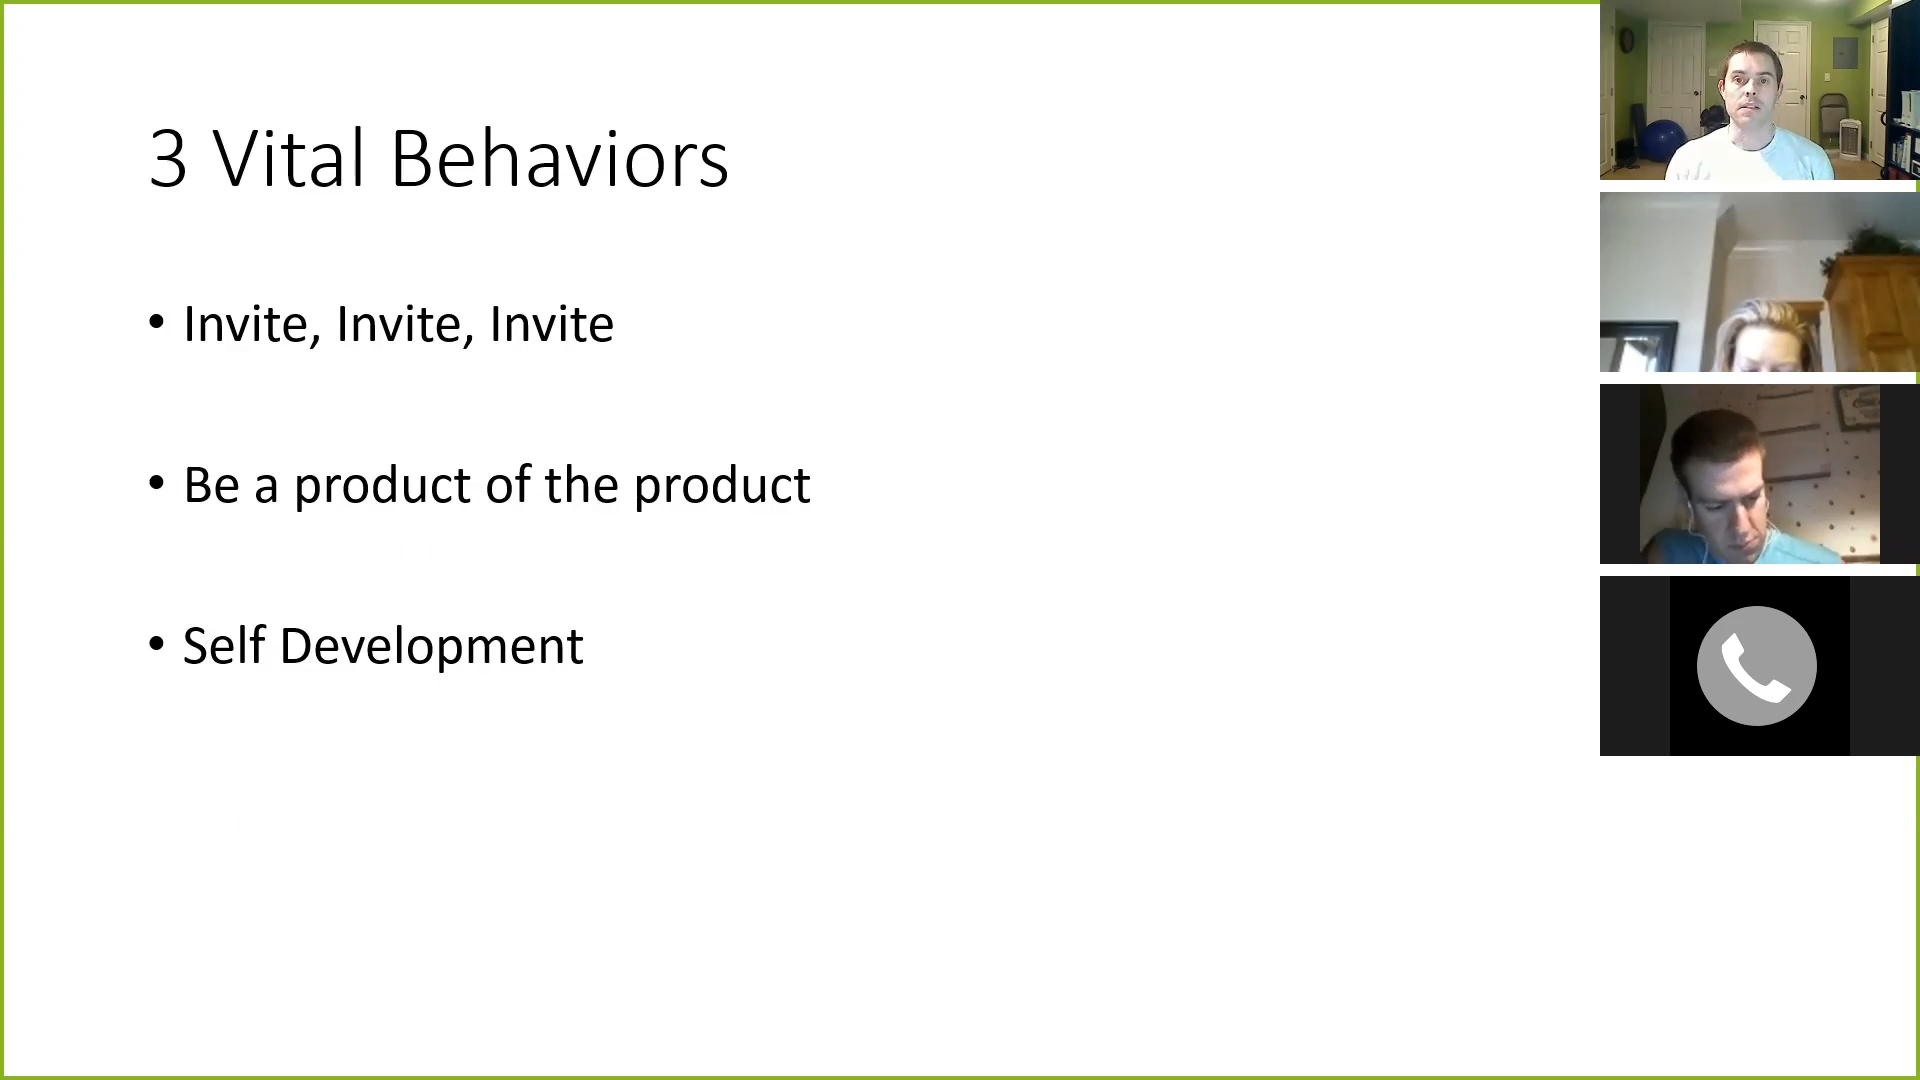 3 Vital Behaviors
• Invite, Invite, Invite
• Be a product of the product
• Self Development